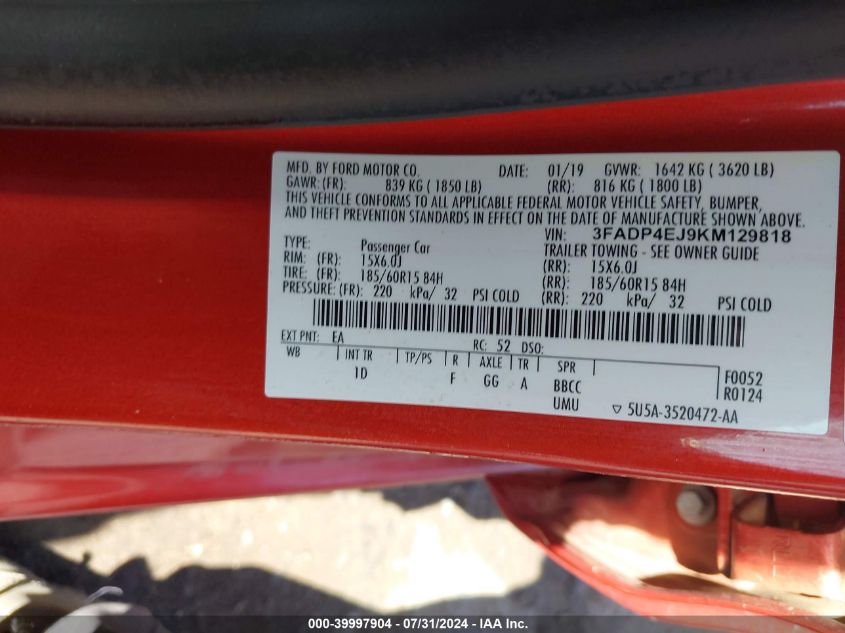 MFD. BY FORD MOTOR CO. DATE: 01/19 GVWR: 1642 KG ( 3620 LB)
GAWR: (FR): 839 KG ( 1850 LB) (RR): 816 KG ( 1800 LB)
THIS VEHICLE CONFORMS TO ALL APPLICABLE FEDERAL MOTOR VEHICLE SAFETY, BUMPER,
AND THEFT PREVENTION STANDARDS IN EFFECT ON THE DATE OF MANUFACTURE SHOWN ABOVE.
VIN: 3FADP4EJ9KM129818
TYPE: Passenger Car TRAILER TOWING - SEE OWNER GUIDE
RIM: (FR): 15X6.0J (RR): 15X6.0J
TIRE: (FR): 185/60R15 84H (RR): 185/60R15 84H
PRESSURE: (FR): 220 kPa/ 32 PSI COLD (RR): 220 kPa/ 32 PSI COLD
EXT PNT: EA RC: 52 DSO:
WB INT TR TP/PS R AXLE TR SPR F0052
1D F GG A BBCC R0124
UMU ▽ 5U5A-3520472-AA
000-39997904 / 07/31/2024 - © IAA Inc.